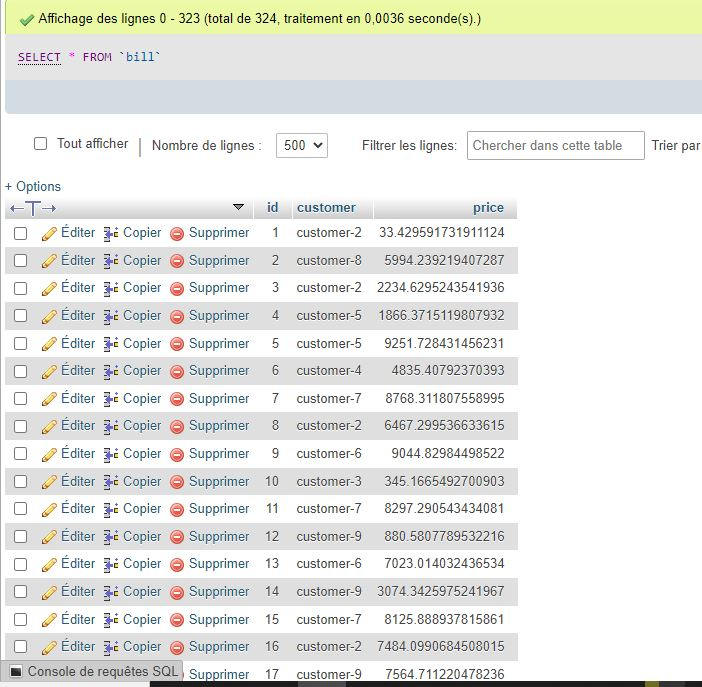 Affichage des lignes 0 - 323 (total de 324, traitement en 0,0036 seconde(s).)
SELECT * FROM `bill`
Tout afficher | Nombre de lignes : 500 Filtrer les lignes: Chercher dans cette table Trier par
+ Options
←T→ id customer price
Éditer Copier Supprimer 1 customer-2 33.429591731911124
Éditer Copier Supprimer 2 customer-8 5994.239219407287
Éditer Copier Supprimer 3 customer-2 2234.6295243541936
Éditer Copier Supprimer 4 customer-5 1866.3715119807932
Éditer Copier Supprimer 5 customer-5 9251.728431456231
Éditer Copier Supprimer 6 customer-4 4835.40792370393
Éditer Copier Supprimer 7 customer-7 8768.311807558995
Éditer Copier Supprimer 8 customer-2 6467.299536633615
Éditer Copier Supprimer 9 customer-6 9044.82984498522
Éditer Copier Supprimer 10 customer-3 345.1665492700903
Éditer Copier Supprimer 11 customer-7 8297.290543434081
Éditer Copier Supprimer 12 customer-9 880.5807789532216
Éditer Copier Supprimer 13 customer-6 7023.014032436534
Éditer Copier Supprimer 14 customer-9 3074.3425975241967
Éditer Copier Supprimer 15 customer-7 8125.888937815861
Éditer Copier Supprimer 16 customer-2 7484.0990684508015
Console de requêtes SQL Supprimer 17 customer-9 7564.711220478236